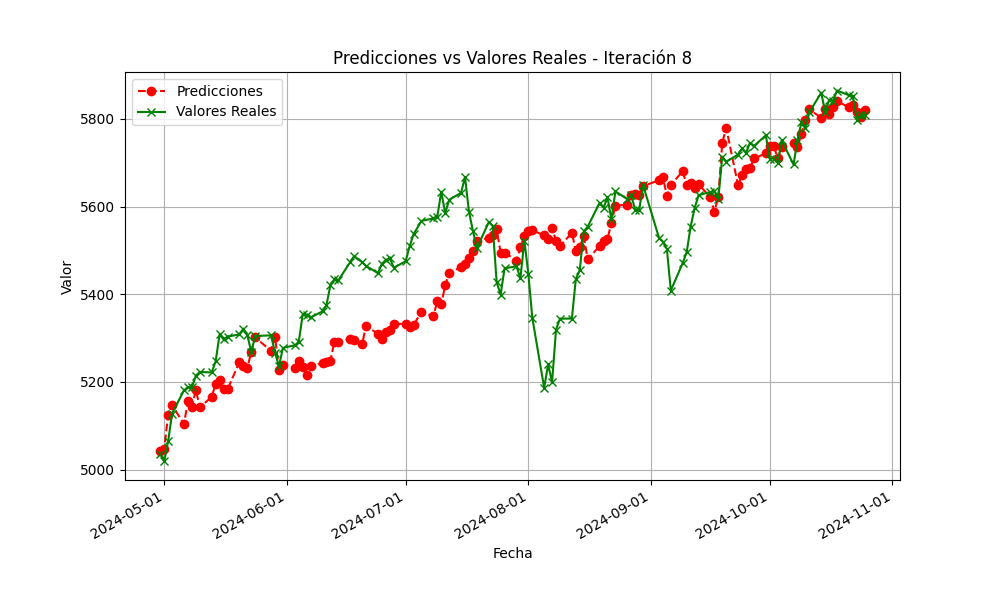 Predicciones vs Valores Reales - Iteración 8
Predicciones
Valores Reales
Valor
5800
5600
5400
5200
5000
2024-05-01
2024-06-01
2024-07-01
2024-08-01
2024-09-01
2024-10-01
2024-11-01
Fecha